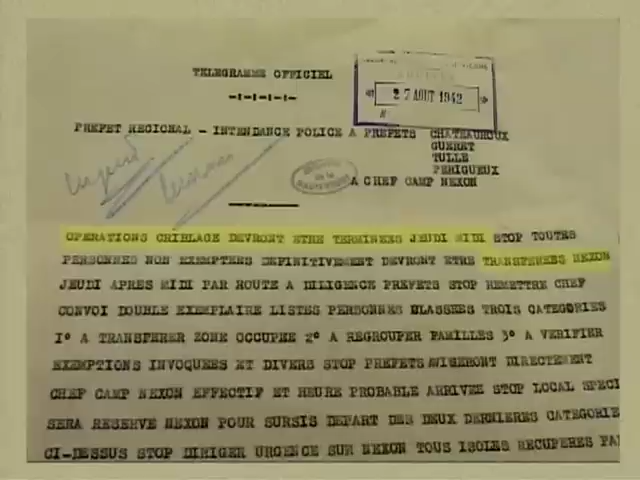 TELEGRAMME OFFICIEL
27 AOUT 1942
PREFET REGIONAL - INTENDANCE POLICE A PREFETS CHATEAUROUX
GUERET
TULLE
PERIGUEUX
A CHEF CAMP NEXON
OPERATIONS CRIBLAGE DEVRONT ETRE TERMINEES JEUDI MIDI STOP TOUTES
PERSONNES NON EXEMPTEES DEFINITIVEMENT DEVRONT ETRE TRANSFEREES NEXON
JEUDI APRES MIDI PAR ROUTE A DILIGENCE PREFETS STOP REMETTRE CHEF
CONVOI DOUBLE EXEMPLAIRE LISTES PERSONNES CLASSEES TROIS CATEGORIES
1° A TRANSFERER ZONE OCCUPEE 2° A REGROUPER FAMILLES 3° A VERIFIER
EXEMPTIONS INVOQUEES ET DIVERS STOP PREFETS AVISERONT DIRECTEMENT
CHEF CAMP NEXON EFFECTIF ET HEURE PROBABLE ARRIVEE STOP LOCAL SPECI
SERA RESERVE NEXON POUR SURSIS DEPART DES DEUX DERNIERES CATEGORIE
CI-DESSUS STOP DIRIGER URGENCE SUR NEXON TOUS ISOLES RECUPERES PAR